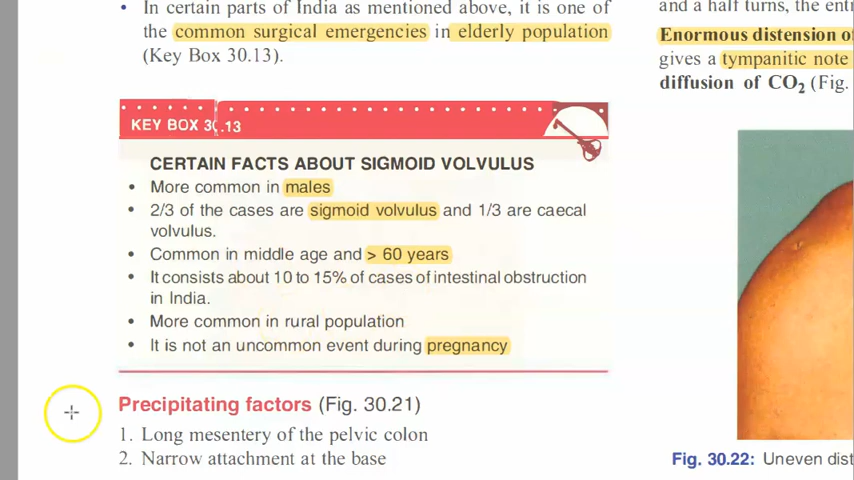 • In certain parts of India as mentioned above, it is one of
the common surgical emergencies in elderly population
(Key Box 30.13).
KEY BOX 30.13
CERTAIN FACTS ABOUT SIGMOID VOLVULUS
• More common in males
• 2/3 of the cases are sigmoid volvulus and 1/3 are caecal
volvulus.
• Common in middle age and > 60 years
• It consists about 10 to 15% of cases of intestinal obstruction
in India.
• More common in rural population
• It is not an uncommon event during pregnancy
Precipitating factors (Fig. 30.21)
1. Long mesentery of the pelvic colon
2. Narrow attachment at the base
and a half turns, the enti
Enormous distension o
gives a tympanitic note
diffusion of CO₂ (Fig.
Fig. 30.22: Uneven dist